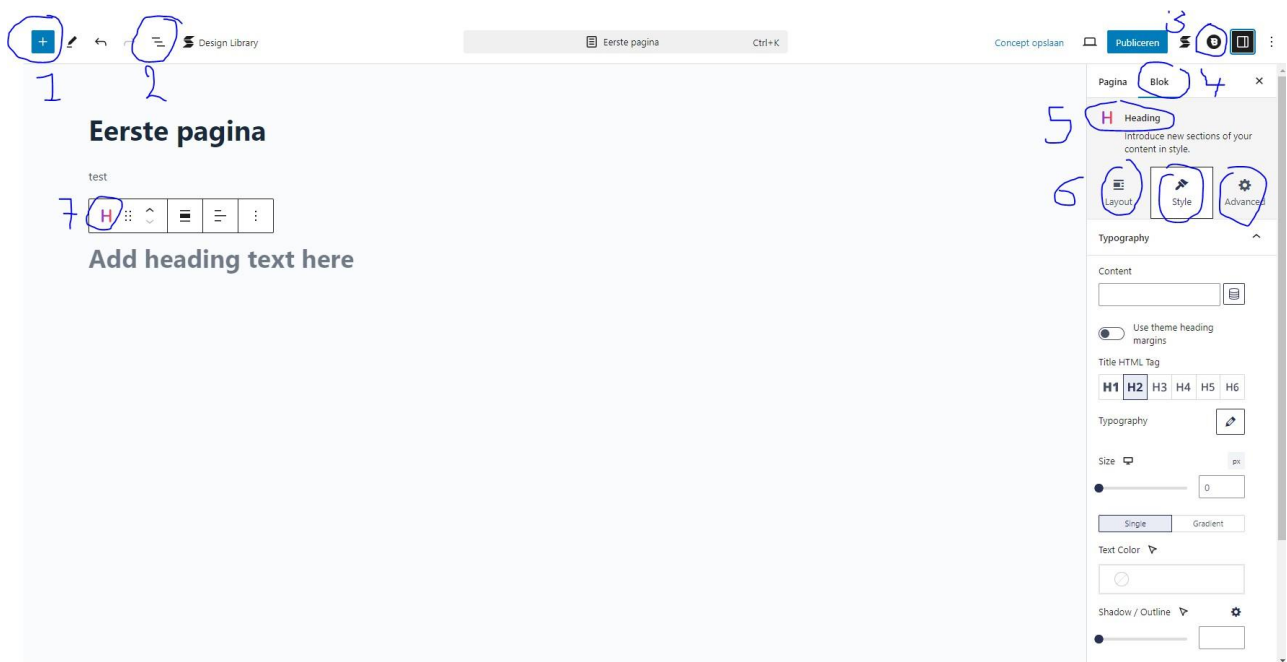 3
Design Library
Eerste pagina Ctrl+K
Concept opslaan
Publiceren
1
2
Pagina Blok
4
Eerste pagina
5
H Heading
Introduce new sections of your
content in style.
test
6
Layout Style Advanced
7
H
Typography
Add heading text here
Content
Use theme heading
margins
Title HTML Tag
H1 H2 H3 H4 H5 H6
Typography
Size px
0
Single Gradient
Text Color
Shadow / Outline